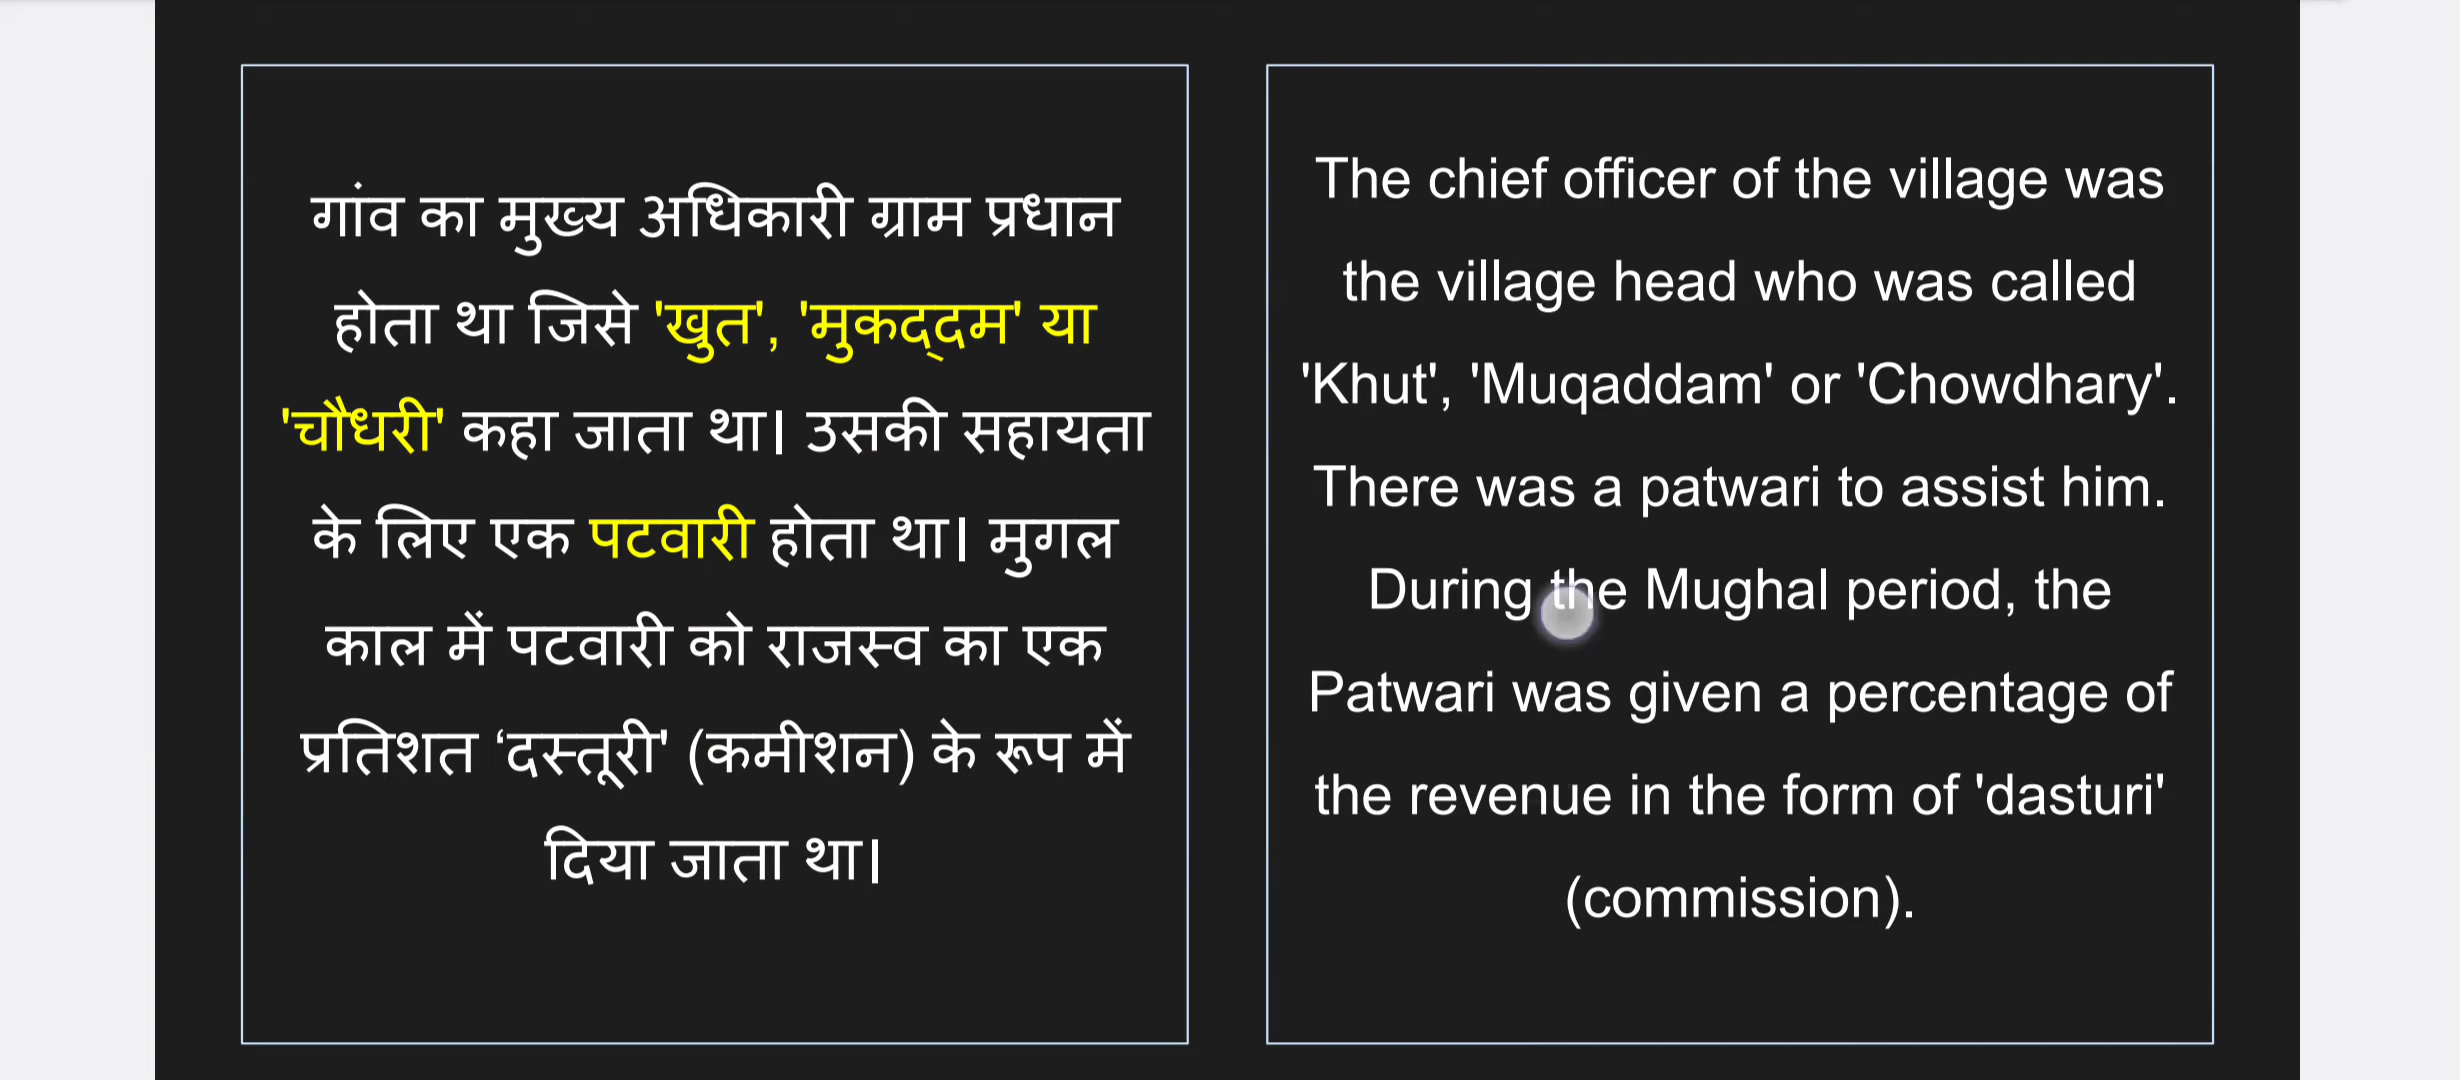 गांव का मुख्य अधिकारी ग्राम प्रधान
होता था जिसे 'खुत', 'मुकद्दम' या
'चौधरी' कहा जाता था। उसकी सहायता
के लिए एक पटवारी होता था। मुगल
काल में पटवारी को राजस्व का एक
प्रतिशत ‘दस्तूरी' (कमीशन) के रूप में
दिया जाता था।
The chief officer of the village was
the village head who was called
'Khut', 'Muqaddam' or 'Chowdhary'.
There was a patwari to assist him.
During the Mughal period, the
Patwari was given a percentage of
the revenue in the form of 'dasturi'
(commission).